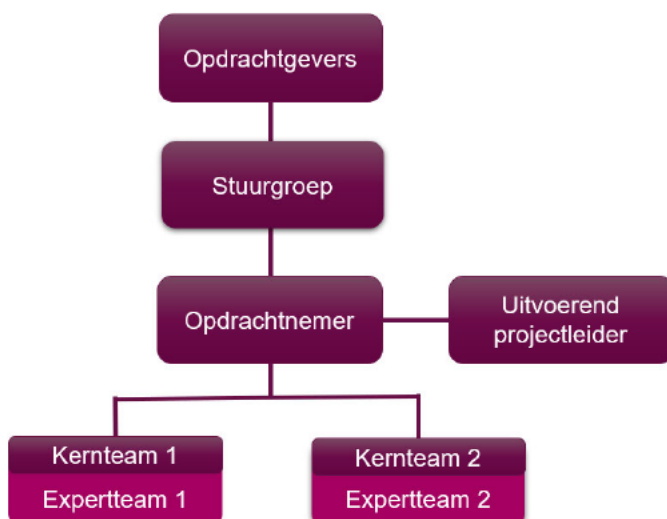 Opdrachtgevers
Stuurgroep
Opdrachtnemer
Uitvoerend
projectleider
Kernteam 1
Expertteam 1
Kernteam 2
Expertteam 2